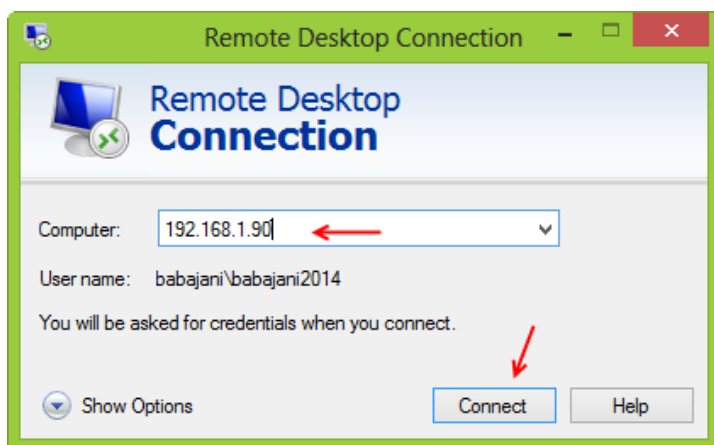 Remote Desktop Connection
Remote Desktop
Connection
Computer: 192.168.1.90
User name: babajani\babajani2014
You will be asked for credentials when you connect.
Show Options Connect Help